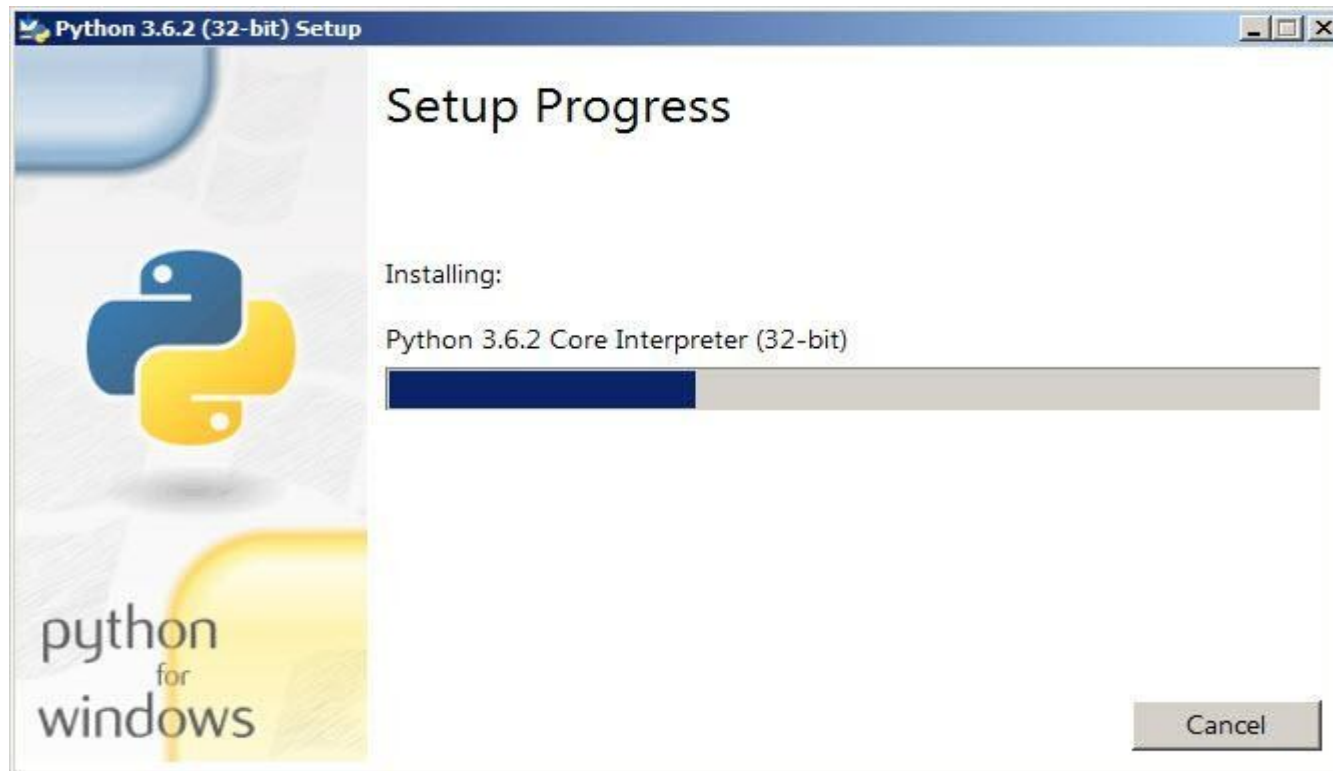 Python 3.6.2 (32-bit) Setup
Setup Progress
Installing:
Python 3.6.2 Core Interpreter (32-bit)
python
for
windows
Cancel